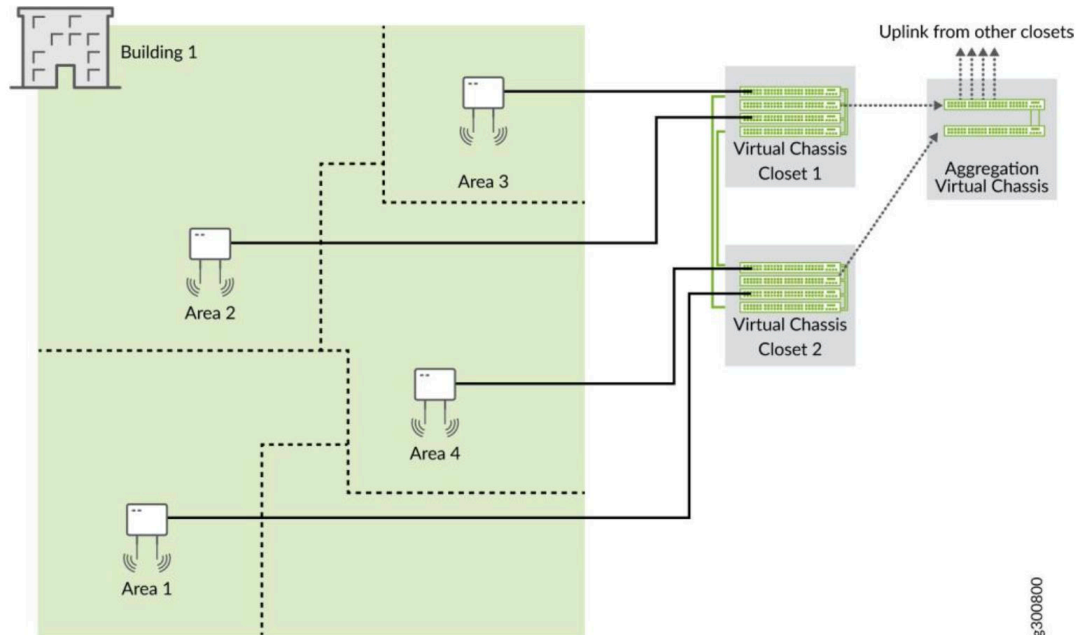 Building 1
Uplink from other closets
Area 3
Virtual Chassis
Closet 1
Aggregation
Virtual Chassis
Area 2
Virtual Chassis
Closet 2
Area 4
Area 1
g300800